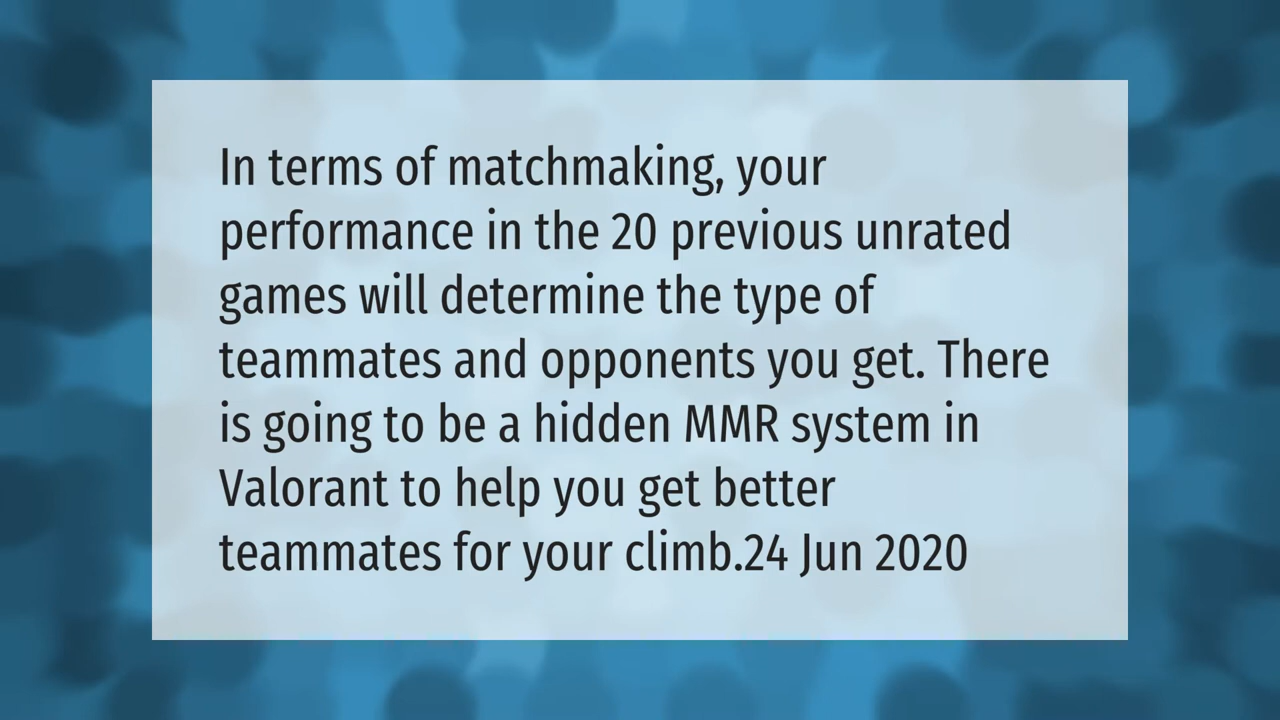 In terms of matchmaking, your
performance in the 20 previous unrated
games will determine the type of
teammates and opponents you get. There
is going to be a hidden MMR system in
Valorant to help you get better
teammates for your climb.24 Jun 2020